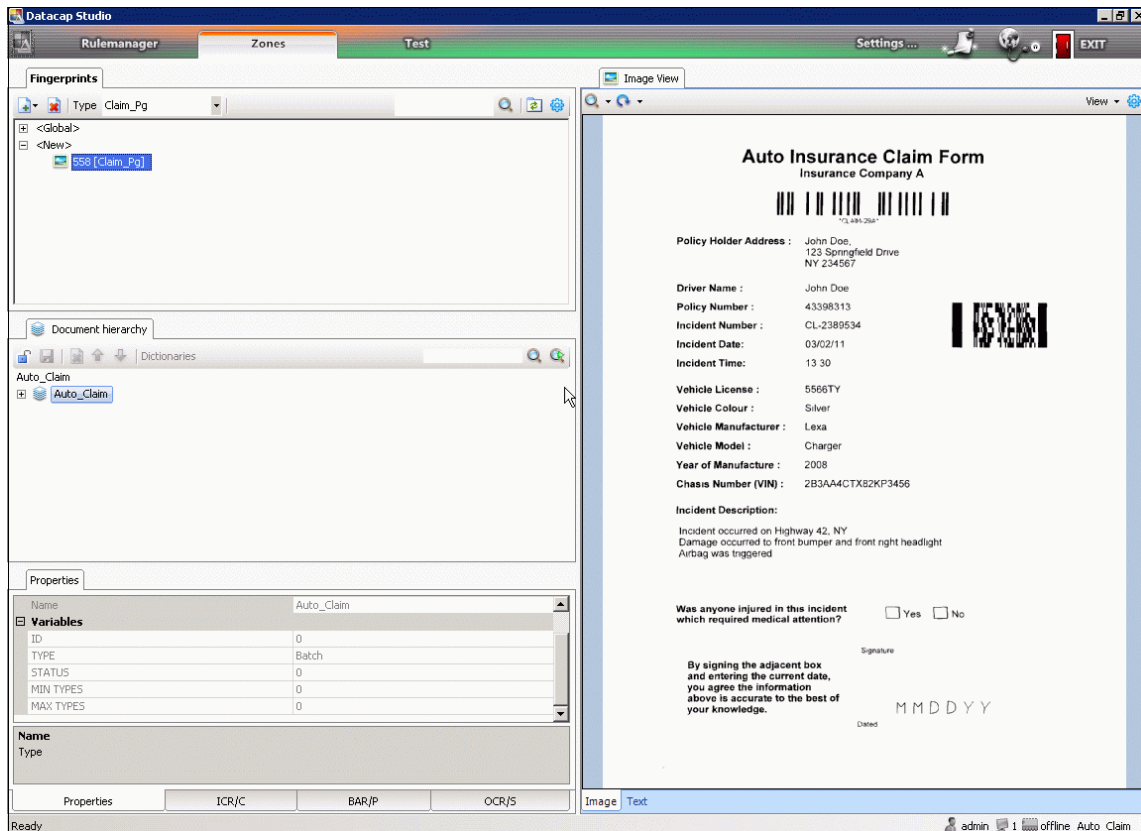 Datacap Studio
Rulemanager Zones Test Settings ... EXIT
Fingerprints
Type Claim_Pg
<Global>
<New>
558 [Claim_Pg]
Document hierarchy
Dictionaries
Auto_Claim
Auto_Claim
Properties
Name Auto_Claim
Variables
ID 0
TYPE Batch
STATUS 0
MIN TYPES 0
MAX TYPES 0
Name
Type
Properties ICR/C BAR/P OCR/S
Ready
Image View
View
Auto Insurance Claim Form
Insurance Company A
Policy Holder Address : John Doe,
123 Springfield Drive
NY 234567
Driver Name : John Doe
Policy Number : 43398313
Incident Number : CL-2389534
Incident Date: 03/02/11
Incident Time: 13 30
Vehicle License : 5566TY
Vehicle Colour : Silver
Vehicle Manufacturer : Lexa
Vehicle Model : Charger
Year of Manufacture : 2008
Chasis Number (VIN) : 2B3AA4CTX82KP3456
Incident Description:
Incident occurred on Highway 42, NY
Damage occurred to front bumper and front right headlight
Airbag was triggered
Was anyone injured in this incident
which required medical attention?
Yes No
Signature
By signing the adjacent box
and entering the current date,
you agree the information
above is accurate to the best of
your knowledge.
MMDDYY
Dated
Image Text
admin 1 offline Auto_Claim